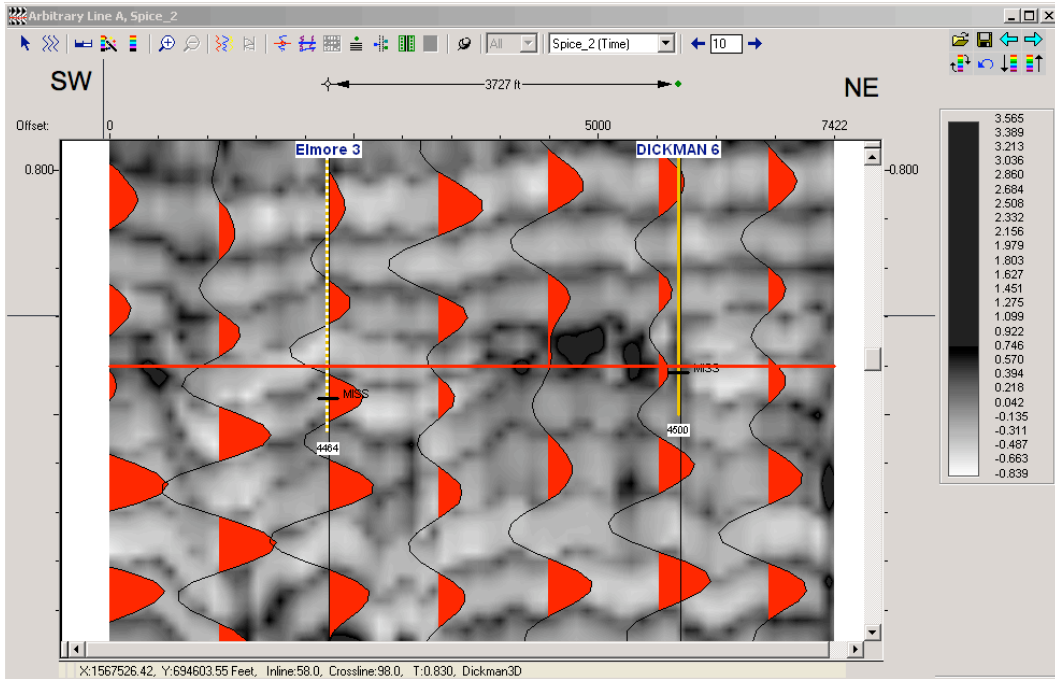 Arbitrary Line A, Spice_2
All
Spice_2 (Time)
10
SW
3727 ft
NE
Offset:
0
5000
7422
Elmore 3
DICKMAN 6
0.800
0.800
MISS
MISS
4464
4500
3.565
3.389
3.213
3.036
2.860
2.684
2.508
2.332
2.156
1.979
1.803
1.627
1.451
1.275
1.099
0.922
0.746
0.570
0.394
0.218
0.042
-0.135
-0.311
-0.487
-0.663
-0.839
X:1567526.42, Y:694603.55 Feet, Inline:58.0, Crossline:98.0, T:0.830, Dickman3D